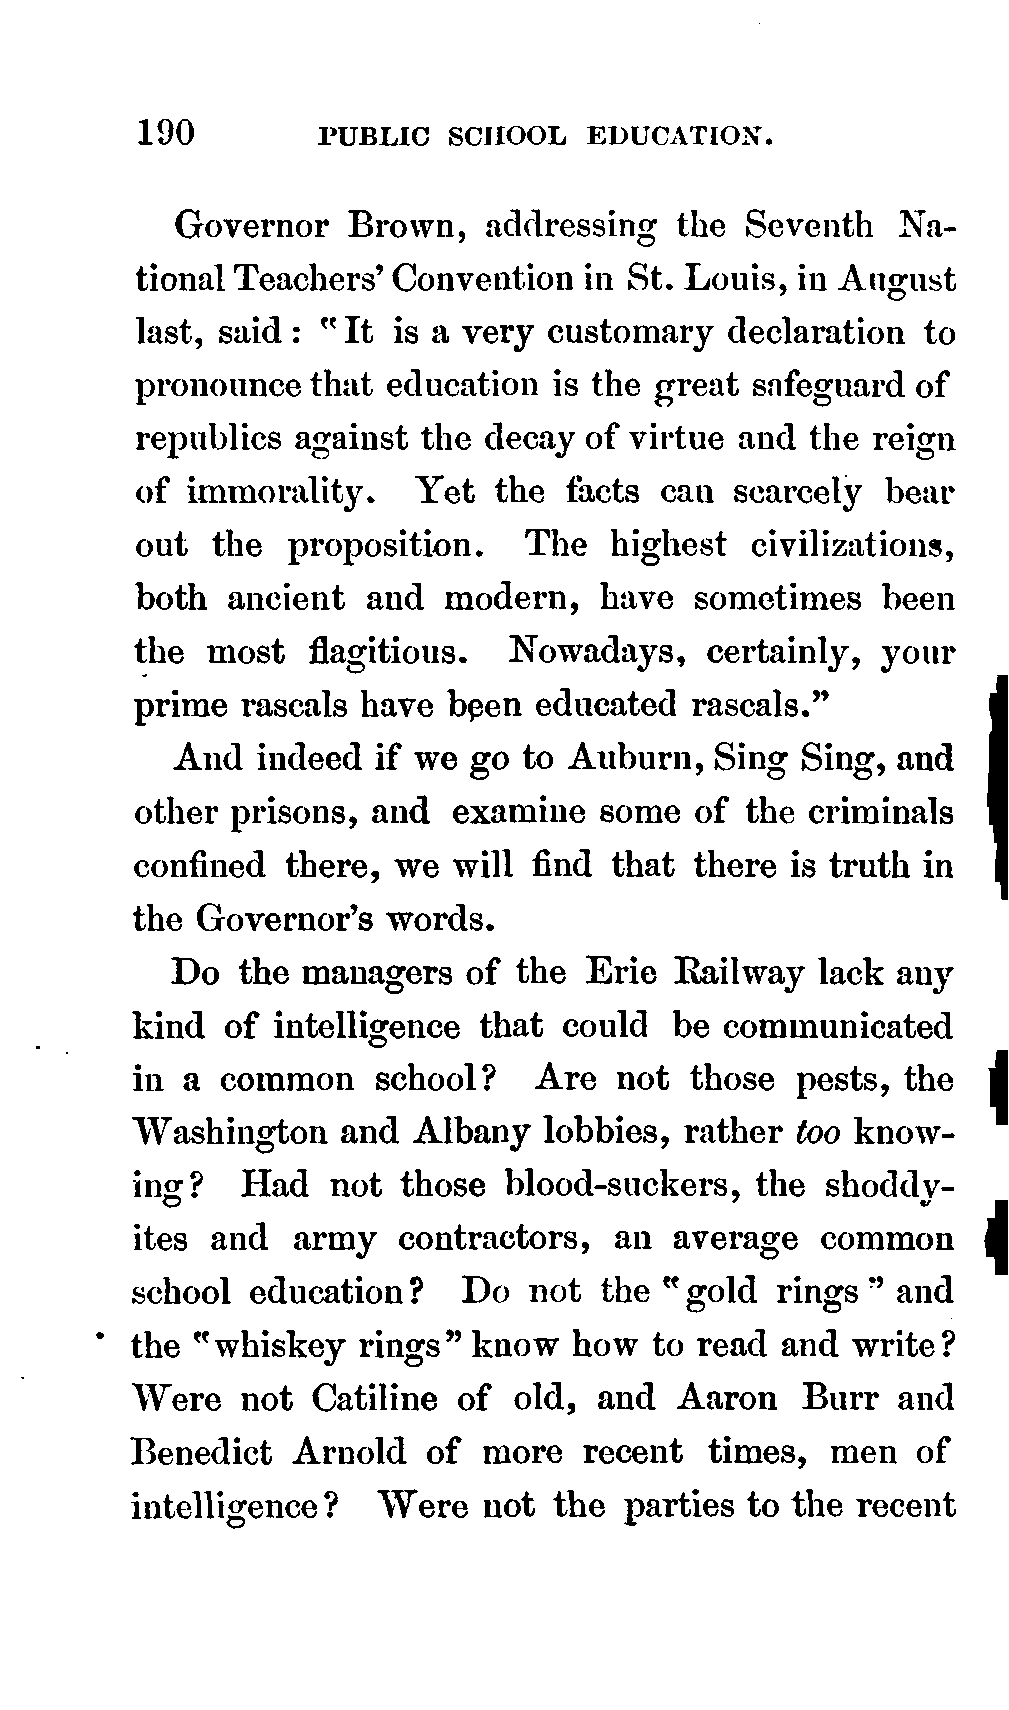 190 PUBLIC SCHOOL EDUCATION.
Governor Brown, addressing the Seventh Na-
tional Teachers' Convention in St. Louis, in August
last, said: "It is a very customary declaration to
pronounce that education is the great safeguard of
republics against the decay of virtue and the reign
of immorality. Yet the facts can scarcely bear
out the proposition. The highest civilizations,
both ancient and modern, have sometimes been
the most flagitious. Nowadays, certainly, your
prime rascals have been educated rascals."
And indeed if we go to Auburn, Sing Sing, and
other prisons, and examine some of the criminals
confined there, we will find that there is truth in
the Governor's words.
Do the managers of the Erie Railway lack any
kind of intelligence that could be communicated
in a common school? Are not those pests, the
Washington and Albany lobbies, rather too know-
ing? Had not those blood-suckers, the shoddy-
ites and army contractors, an average common
school education? Do not the "gold rings" and
the "whiskey rings" know how to read and write?
Were not Catiline of old, and Aaron Burr and
Benedict Arnold of more recent times, men of
intelligence? Were not the parties to the recent